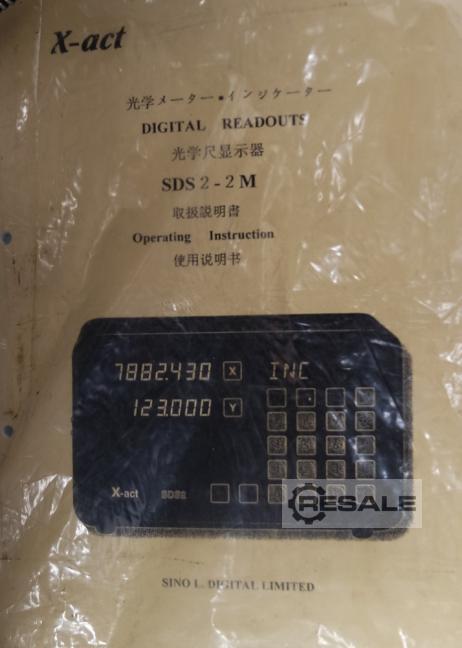 X-act
光学メーター•インジケーター
DIGITAL READOUTS
光学尺显示器
SDS 2 - 2 M
取扱説明書
Operating Instruction
使用说明书
7882.430 X INC
123.000 Y
X-act SDS2
RESALE
SINO L. DIGITAL LIMITED